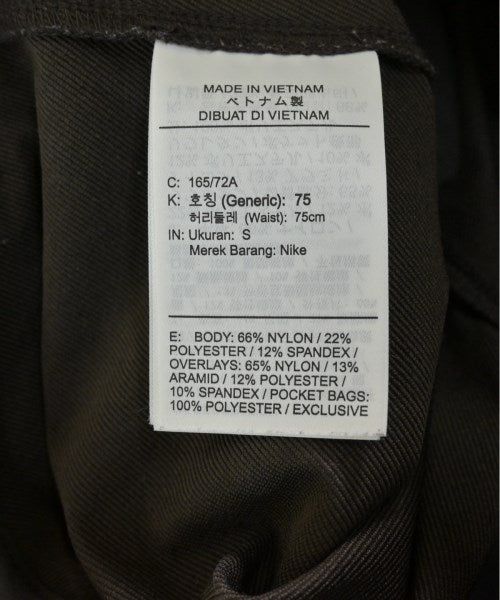 MADE IN VIETNAM
ベトナム製
DIBUAT DI VIETNAM
C: 165/72A
K: 호칭 (Generic): 75
허리둘레 (Waist): 75cm
IN: Ukuran: S
Merek Barang: Nike
E: BODY: 66% NYLON / 22%
POLYESTER / 12% SPANDEX /
OVERLAYS: 65% NYLON / 13%
ARAMID / 12% POLYESTER /
10% SPANDEX / POCKET BAGS:
100% POLYESTER / EXCLUSIVE